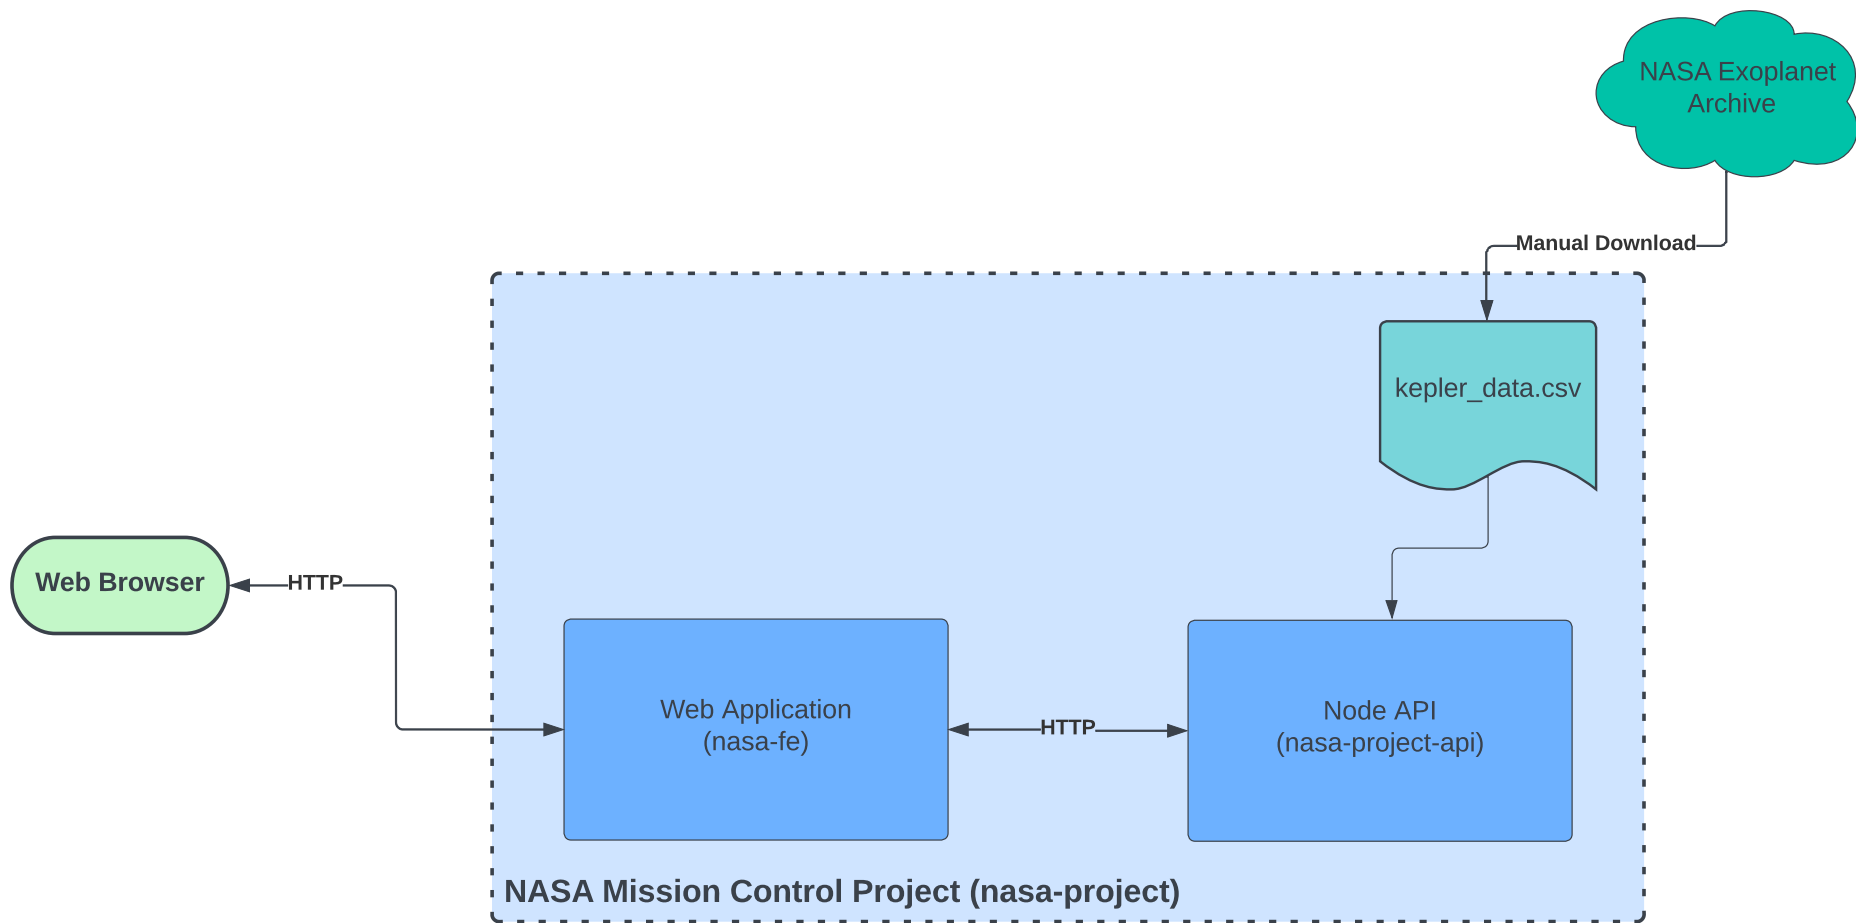 NASA Exoplanet
Archive
Manual Download
kepler_data.csv
Web Browser
HTTP
Web Application
(nasa-fe)
HTTP
Node API
(nasa-project-api)
NASA Mission Control Project (nasa-project)